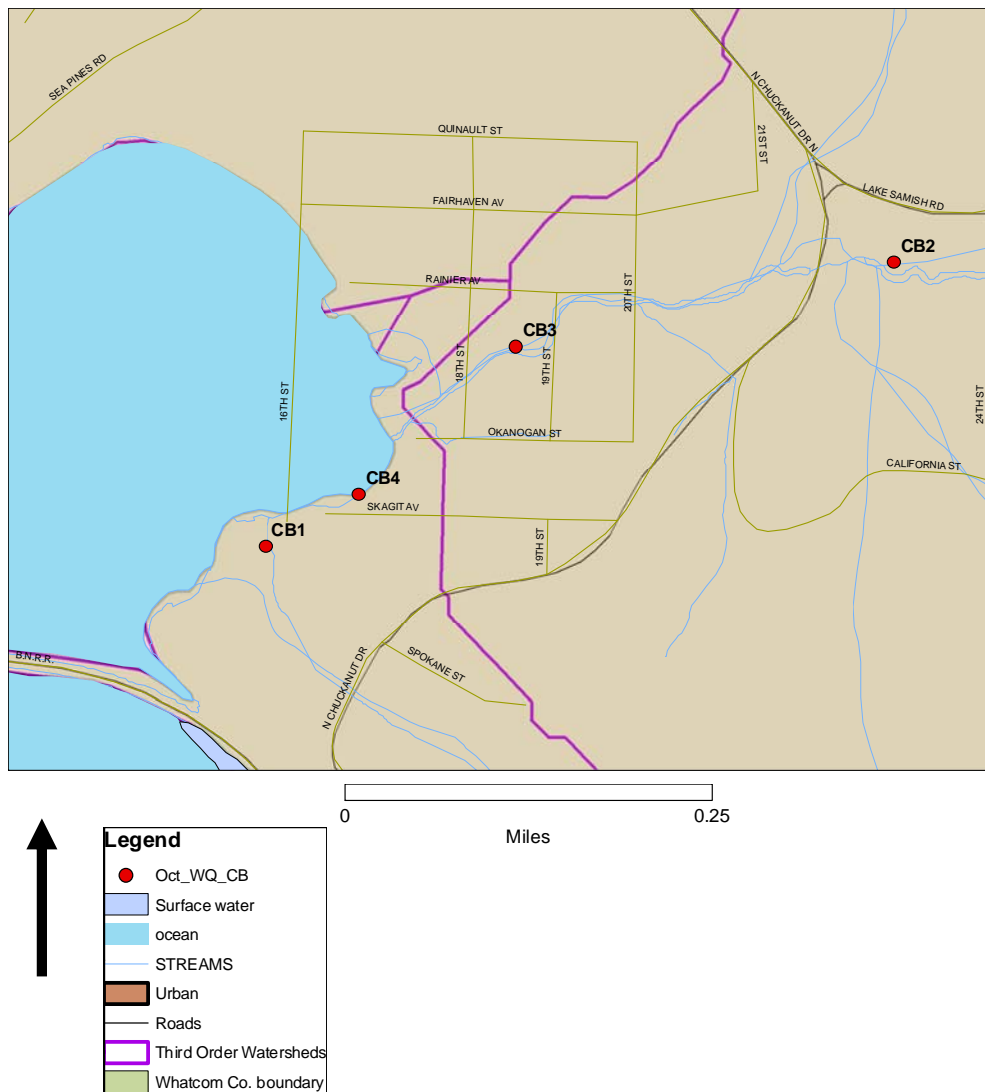 SEA PINES RD
QUINAULT ST
N CHUCKANUT DR N
21ST ST
LAKE SAMISH RD
FAIRHAVEN AV
CB2
RAINIER AV
20TH ST
CB3
18TH ST
19TH ST
16TH ST
24TH ST
OKANOGAN ST
CALIFORNIA ST
CB4
SKAGIT AV
CB1
19TH ST
B.N.R.R.
N CHUCKANUT DR
SPOKANE ST
0
0.25
Miles
Legend
Oct_WQ_CB
Surface water
ocean
STREAMS
Urban
Roads
Third Order Watersheds
Whatcom Co. boundary